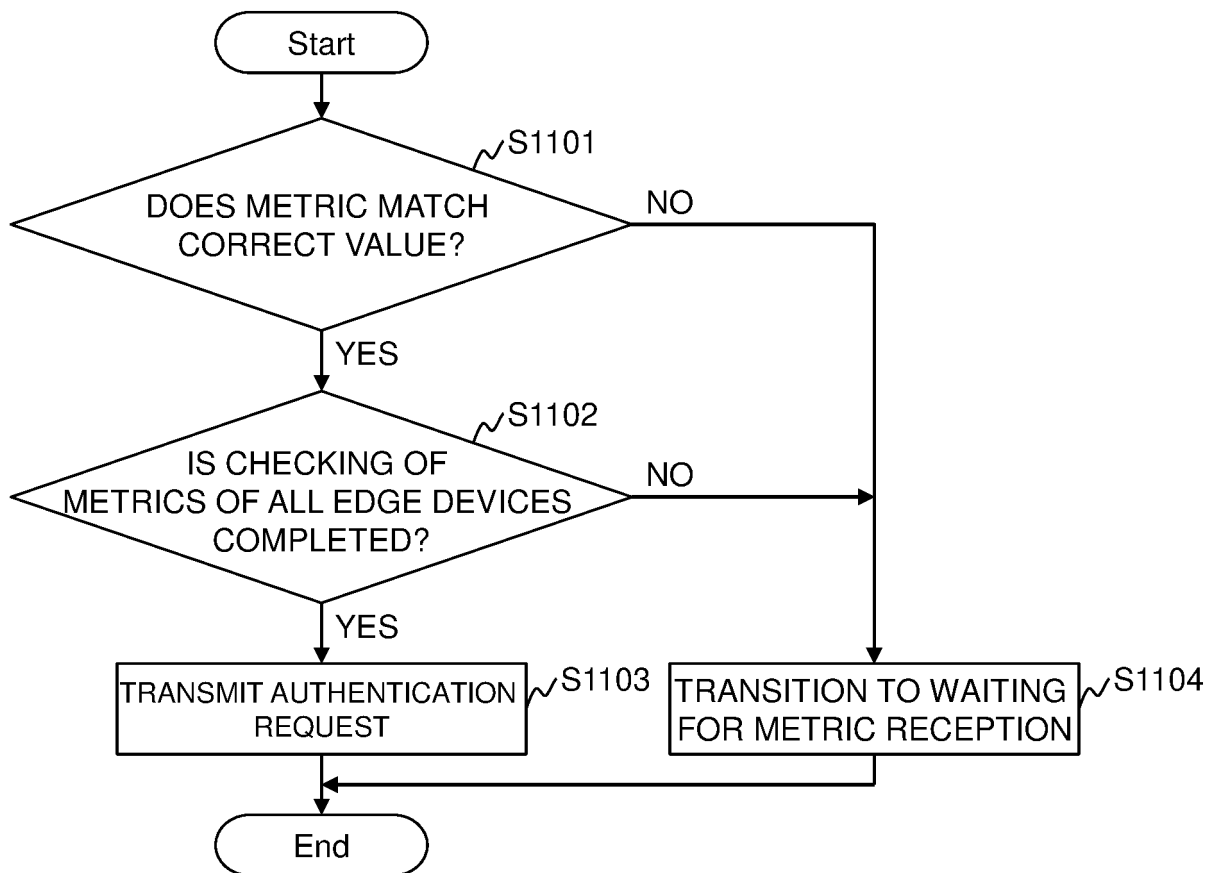 Start
S1101
DOES METRIC MATCH
CORRECT VALUE?
NO
YES
S1102
IS CHECKING OF
METRICS OF ALL EDGE DEVICES
COMPLETED?
NO
YES
TRANSMIT AUTHENTICATION
REQUEST
S1103
TRANSITION TO WAITING
FOR METRIC RECEPTION
S1104
End